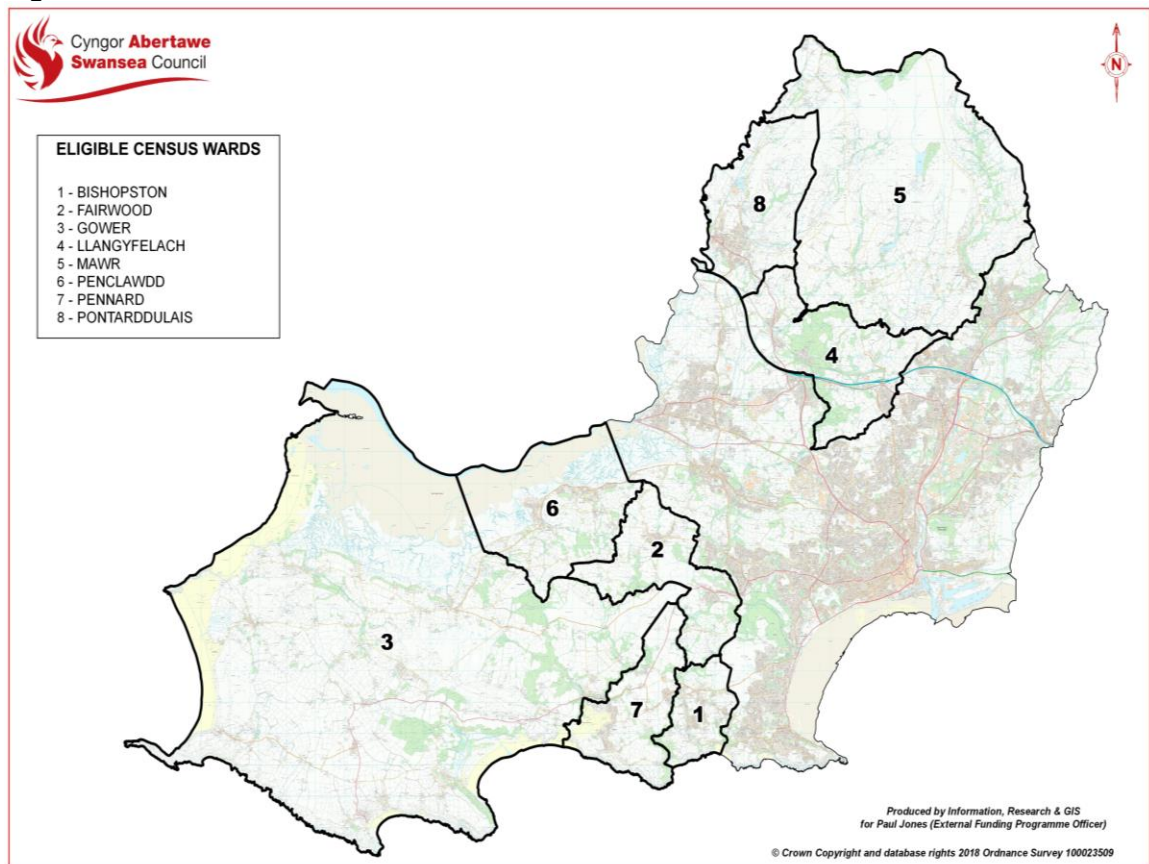 Cyngor Abertawe
Swansea Council
N
ELIGIBLE CENSUS WARDS
1 - BISHOPSTON
2 - FAIRWOOD
3 - GOWER
4 - LLANGYFELACH
5 - MAWR
6 - PENCLAWDD
7 - PENNARD
8 - PONTARDDULAIS
5
8
4
6
2
3
7
1
Produced by Information, Research & GIS
for Paul Jones (External Funding Programme Officer)
© Crown Copyright and database rights 2018 Ordnance Survey 100023509